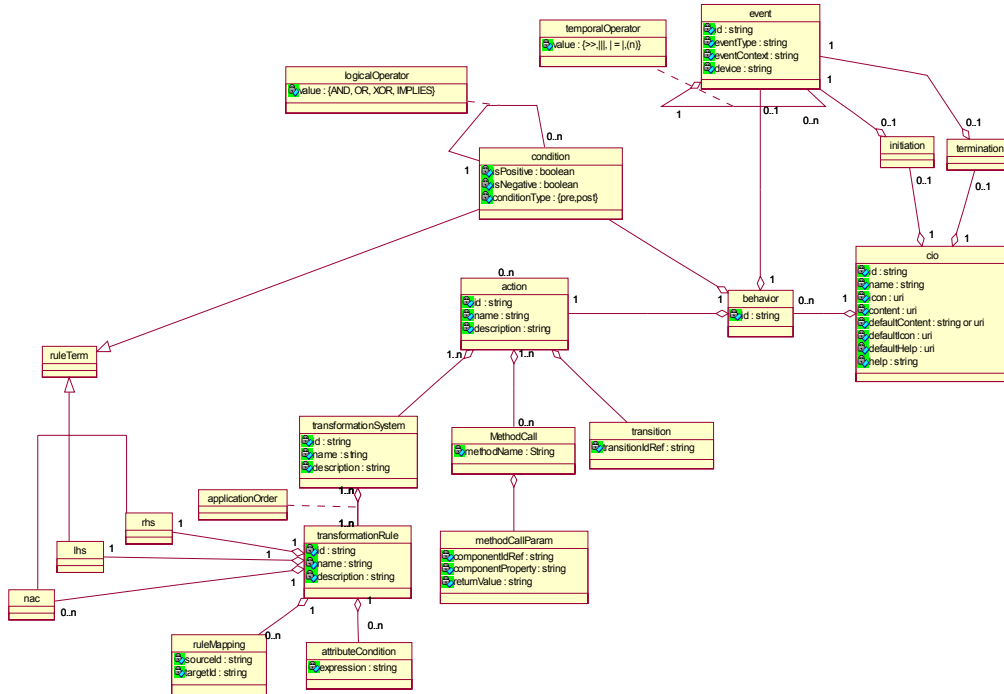 event
id : string
eventType : string
eventContext : string
device : string
temporalOperator
value : {>>,|||, | = |,(n)}
logicalOperator
value : {AND, OR, XOR, IMPLIES}
1
1
1
0..n
0..1
0..1
0..1
initiation
termination
0..n
1
condition
isPositive : boolean
isNegative : boolean
conditionType : {pre,post}
0..1
0..1
1
1
cio
id : string
name : string
icon : uri
content : uri
defaultContent : string or uri
defaultIcon : uri
defaultHelp : uri
help : string
0..n
action
id : string
name : string
description : string
1
1
1
behavior
id : string
0..n
1
ruleTerm
1..n
1..n
transformationSystem
id : string
name : string
description : string
0..n
MethodCall
methodName : String
transition
transitionIdRef : string
applicationOrder
1..n
1..n
transformationRule
id : string
name : string
description : string
methodCallParam
componentIdRef : string
componentProperty : string
returnValue : string
rhs
1
1
lhs
1
1
nac
0..n
1
1
1
0..n
0..n
ruleMapping
sourceId : string
targetId : string
attributeCondition
expression : string